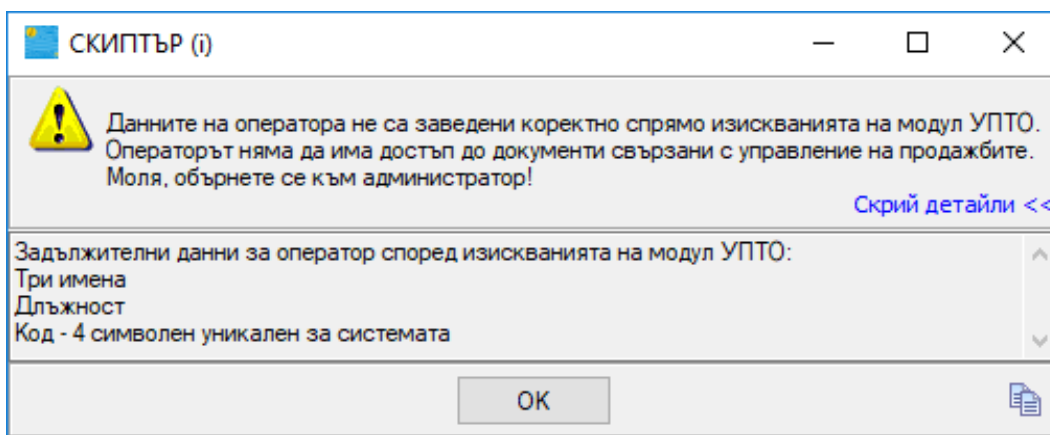 СКИПТЪР (i)
Данните на оператора не са заведени коректно спрямо изискванията на модул УПТО.
Операторът няма да има достъп до документи свързани с управление на продажбите.
Моля, обърнете се към администратор!
Скрий детайли <<
Задължителни данни за оператор според изискванията на модул УПТО:
Три имена
Длъжност
Код - 4 символен уникален за системата
OK